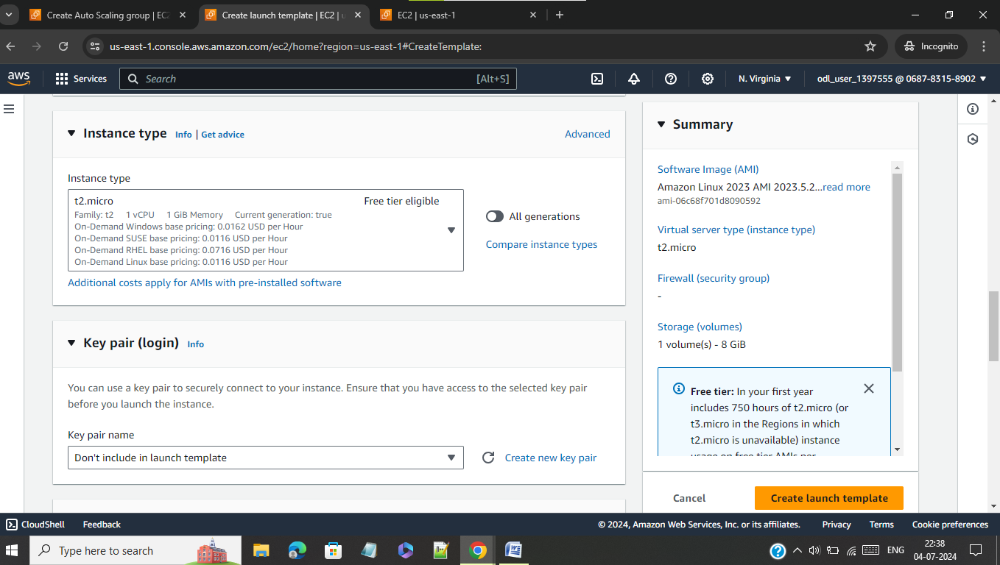 Create Auto Scaling group | EC2
Create launch template | EC2 | u
EC2 | us-east-1
us-east-1.console.aws.amazon.com/ec2/home?region=us-east-1#CreateTemplate:
Incognito
aws
Services
Search
[Alt+S]
N. Virginia
odl_user_1397555 @ 0687-8315-8902
Instance type
Info | Get advice
Advanced
Instance type
t2.micro
Free tier eligible
Family: t2 1 vCPU 1 GiB Memory Current generation: true
On-Demand Windows base pricing: 0.0162 USD per Hour
On-Demand SUSE base pricing: 0.0116 USD per Hour
On-Demand RHEL base pricing: 0.0716 USD per Hour
On-Demand Linux base pricing: 0.0116 USD per Hour
All generations
Compare instance types
Additional costs apply for AMIs with pre-installed software
Key pair (login)
Info
You can use a key pair to securely connect to your instance. Ensure that you have access to the selected key pair
before you launch the instance.
Key pair name
Don't include in launch template
Create new key pair
Summary
Software Image (AMI)
Amazon Linux 2023 AMI 2023.5.2...read more
ami-06c68f701d8090592
Virtual server type (instance type)
t2.micro
Firewall (security group)
-
Storage (volumes)
1 volume(s) - 8 GiB
Free tier: In your first year
includes 750 hours of t2.micro (or
t3.micro in the Regions in which
t2.micro is unavailable) instance
usage on free tier AMIs per
Cancel
Create launch template
CloudShell
Feedback
© 2024, Amazon Web Services, Inc. or its affiliates.
Privacy
Terms
Cookie preferences
Type here to search
ENG
22:38
04-07-2024